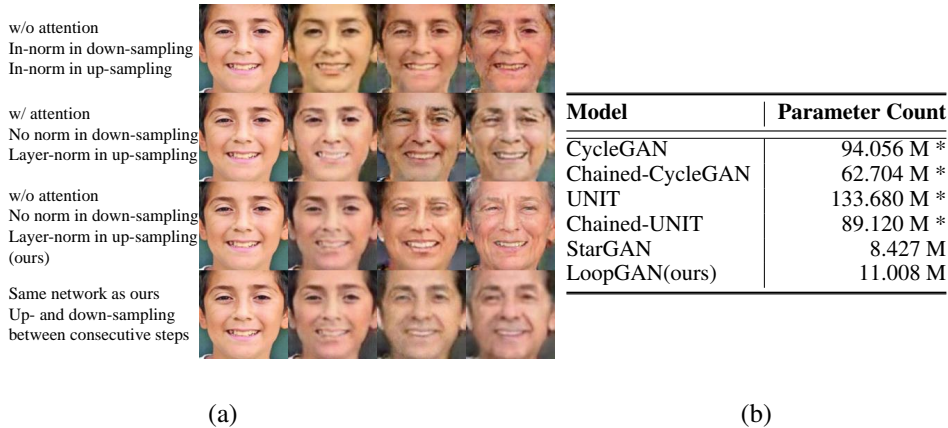 w/o attention
In-norm in down-sampling
In-norm in up-sampling
w/ attention
No norm in down-sampling
Layer-norm in up-sampling
w/o attention
No norm in down-sampling
Layer-norm in up-sampling
(ours)
Same network as ours
Up- and down-sampling
between consecutive steps
(a)
Model Parameter Count
CycleGAN 94.056 M *
Chained-CycleGAN 62.704 M *
UNIT 133.680 M *
Chained-UNIT 89.120 M *
StarGAN 8.427 M
LoopGAN(ours) 11.008 M
(b)